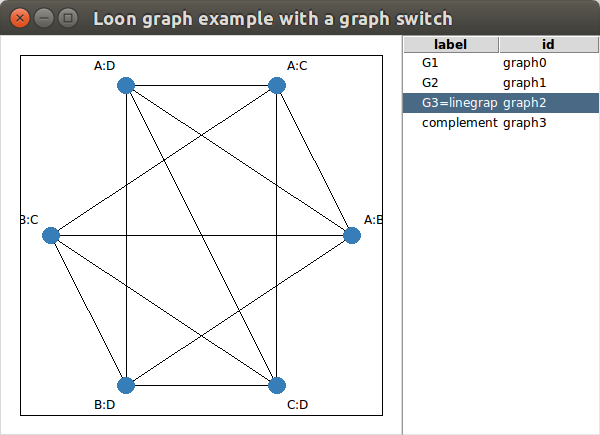 Loon graph example with a graph switch
label id
G1 graph0
G2 graph1
G3=linegrap graph2
complement graph3
A:D A:C
B:C A:B
B:D C:D